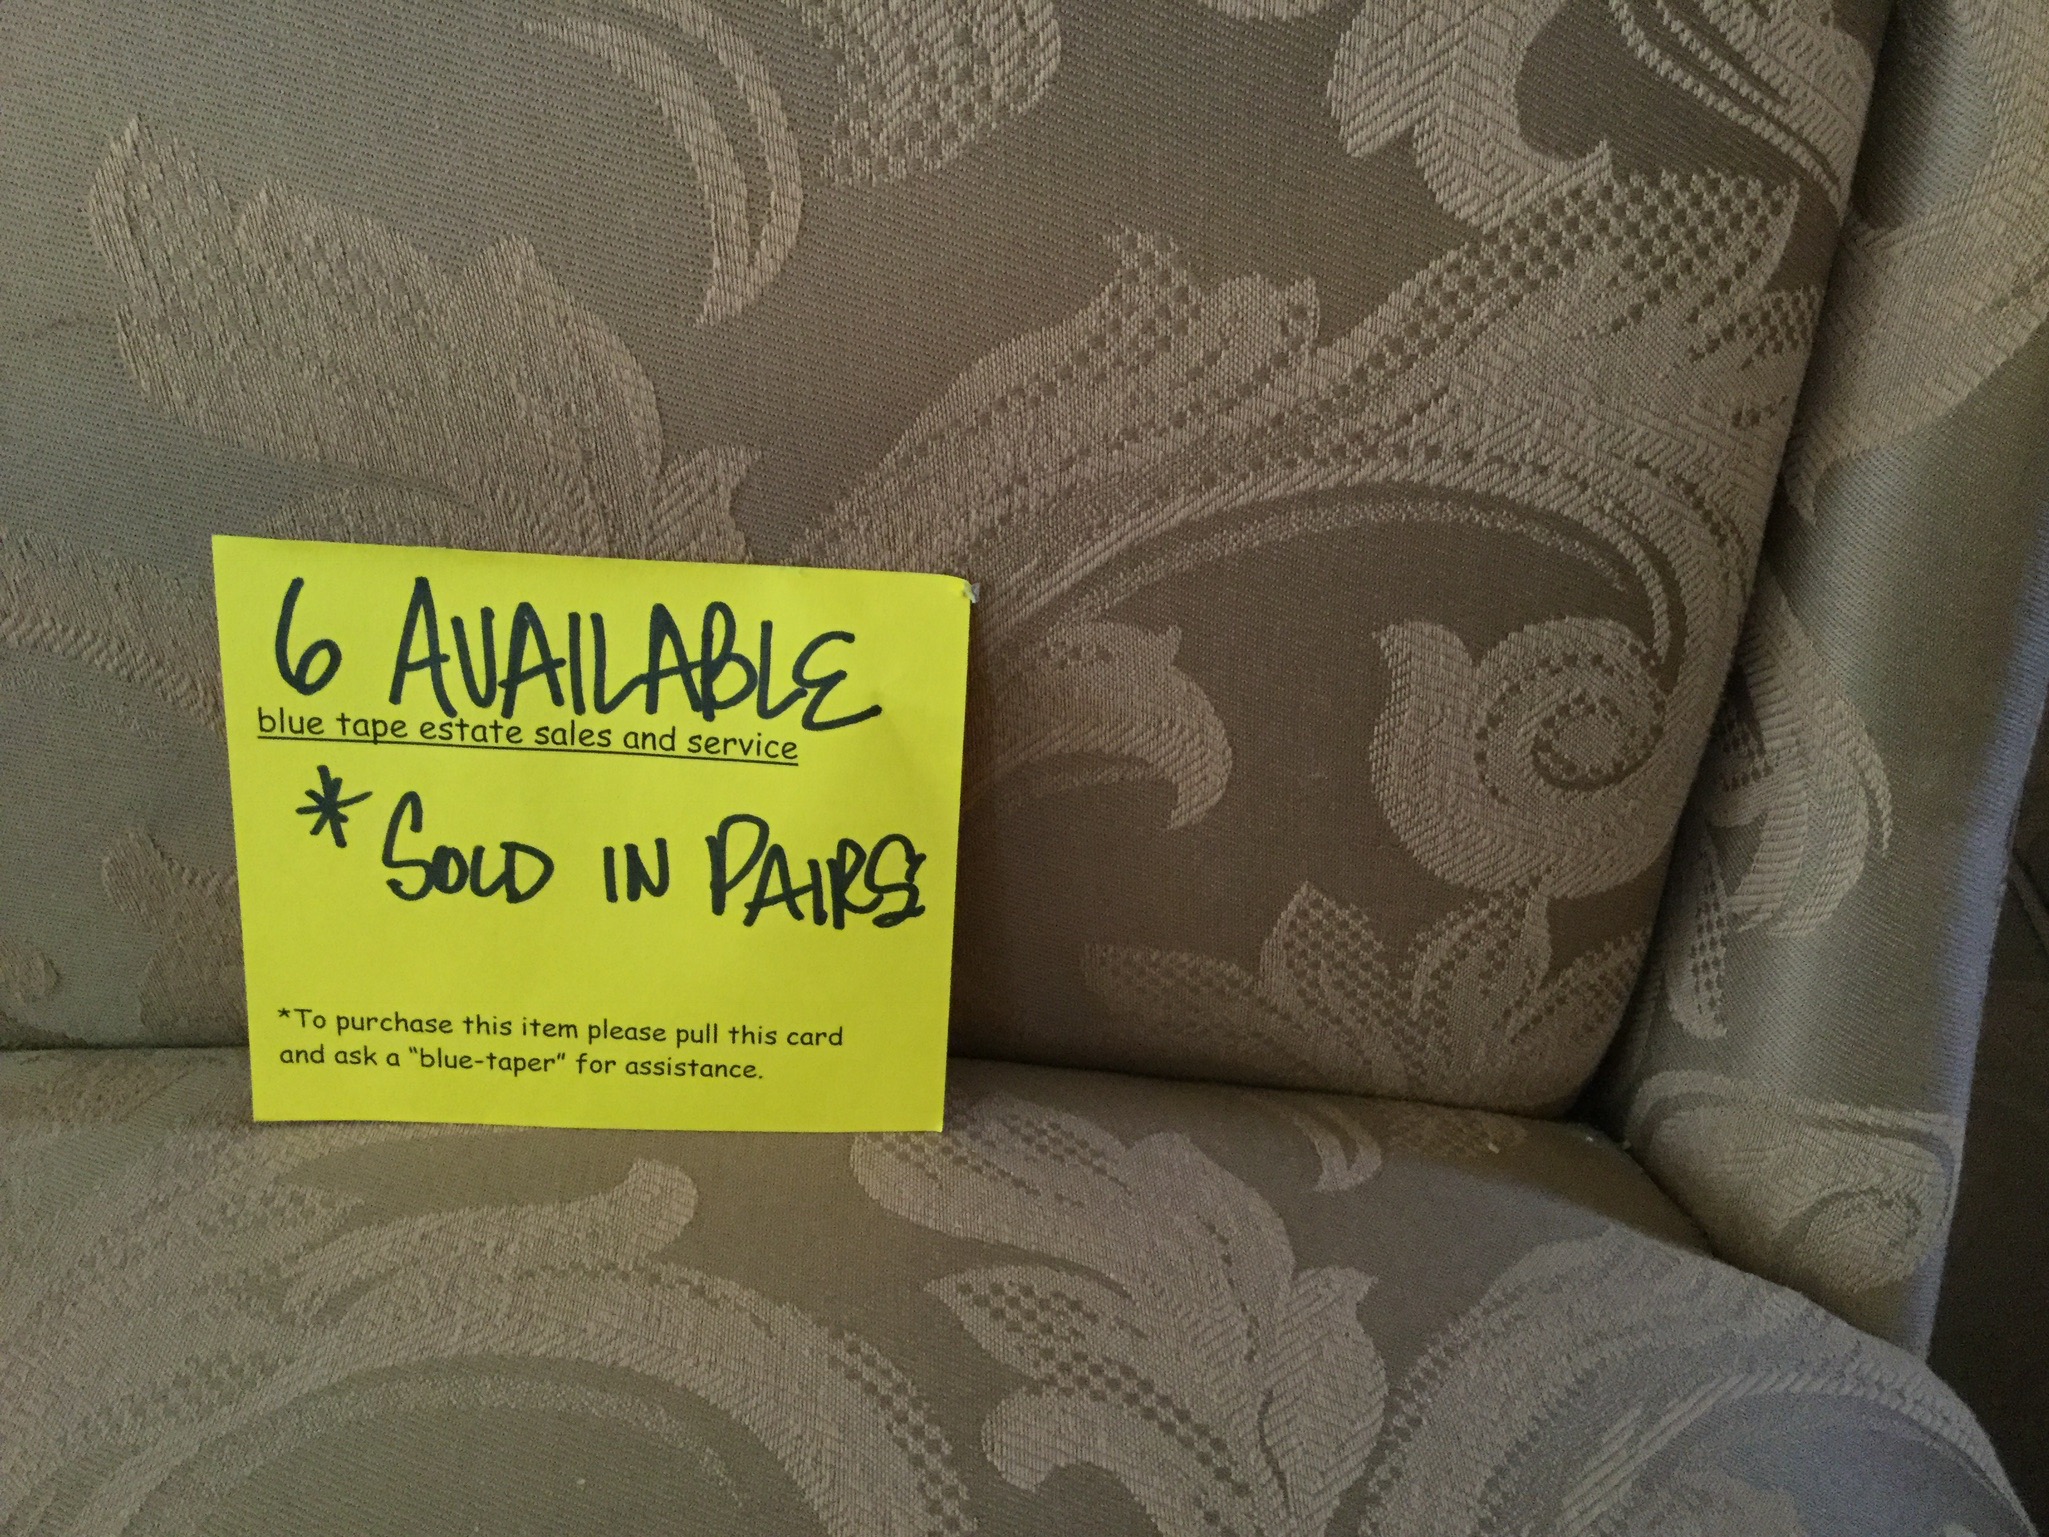 6 AVAILABLE
blue tape estate sales and service
* SOLD IN PAIRS
*To purchase this item please pull this card
and ask a “blue-taper” for assistance.